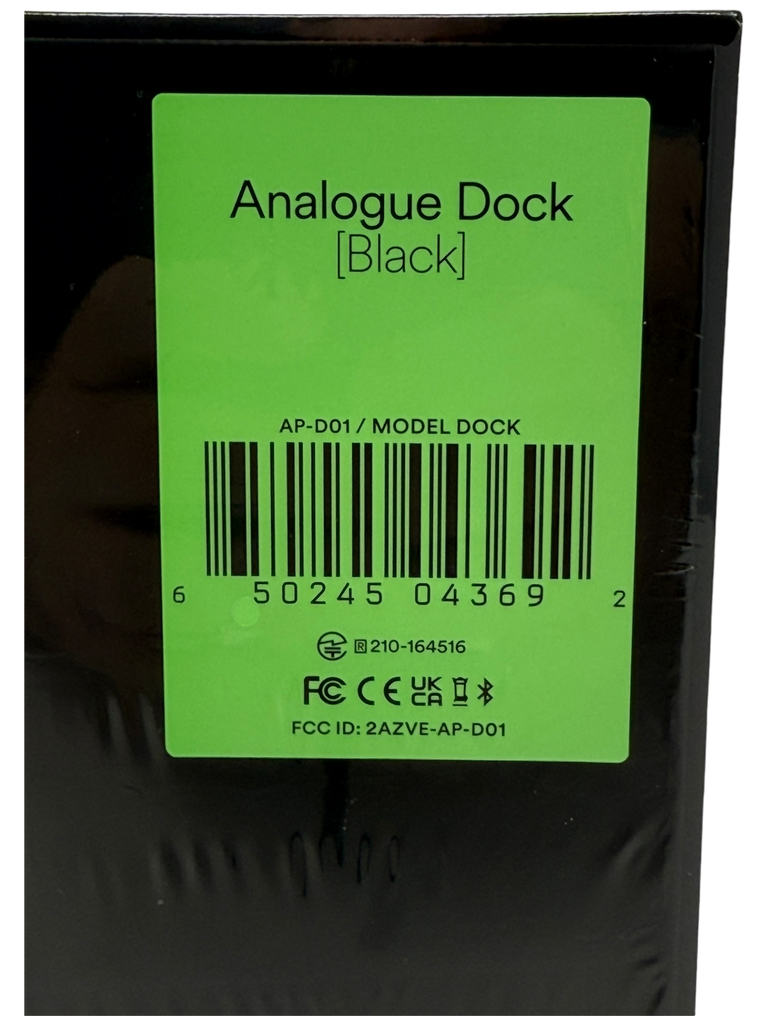 Analogue Dock
[Black]
AP-D01 / MODEL DOCK
6 50245 04369 2
R 210-164516
FC CE UK CA
FCC ID: 2AZVE-AP-D01